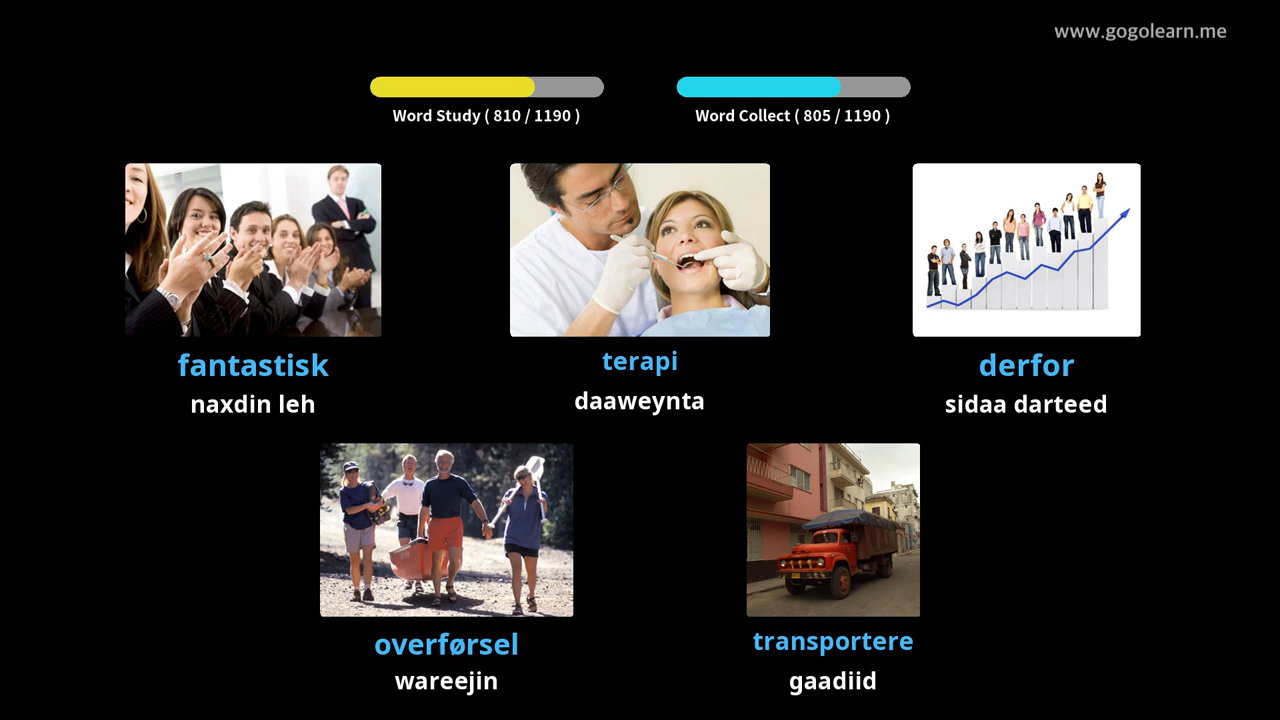 www.gogolearn.me
Word Study ( 810 / 1190 )
Word Collect ( 805 / 1190 )
fantastisk
naxdin leh
terapi
daaweynta
derfor
sidaa darteed
overførsel
wareejin
transportere
gaadiid